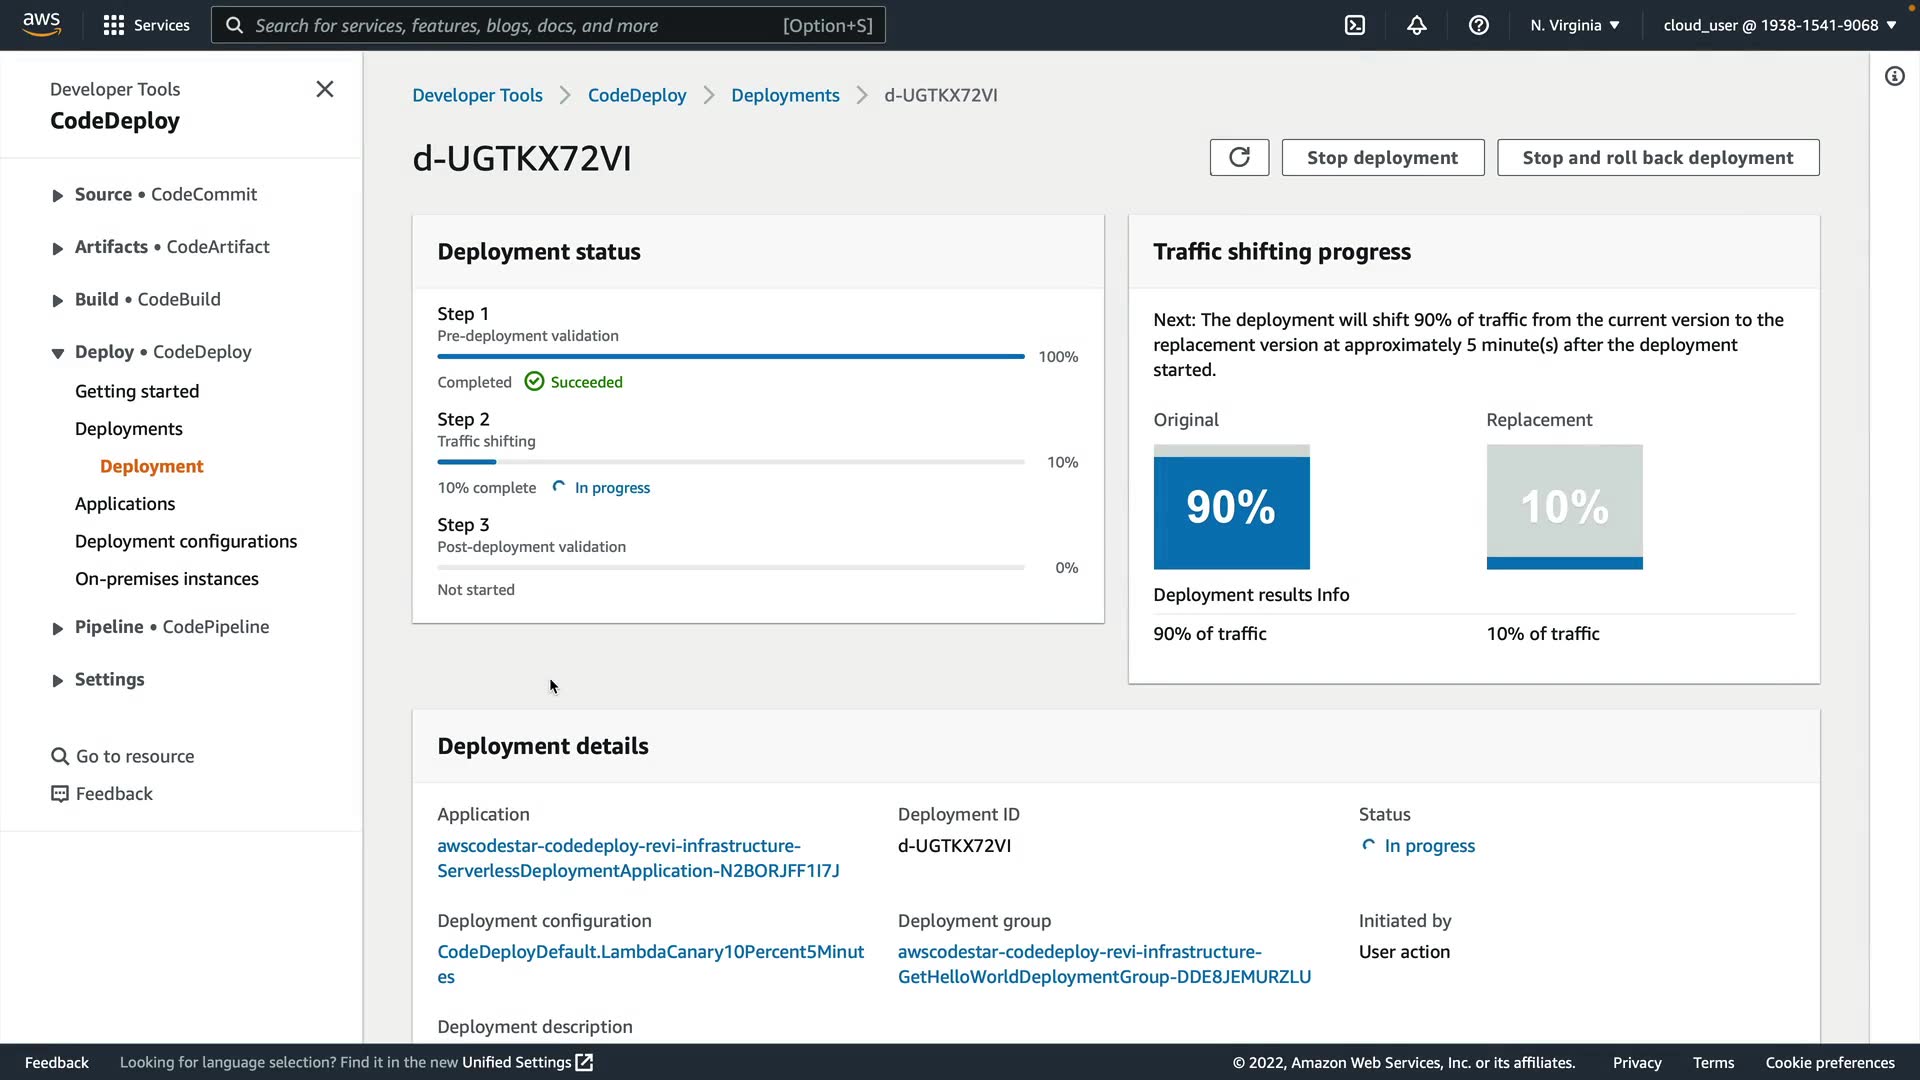 aws
Services
Search for services, features, blogs, docs, and more [Option+S]
N. Virginia
cloud_user @ 1938-1541-9068
Developer Tools
CodeDeploy
Source • CodeCommit
Artifacts • CodeArtifact
Build • CodeBuild
Deploy • CodeDeploy
Getting started
Deployments
Deployment
Applications
Deployment configurations
On-premises instances
Pipeline • CodePipeline
Settings
Go to resource
Feedback
Developer Tools CodeDeploy Deployments d-UGTKX72VI
d-UGTKX72VI
Stop deployment
Stop and roll back deployment
Deployment status
Step 1
Pre-deployment validation
100%
Completed Succeeded
Step 2
Traffic shifting
10%
10% complete In progress
Step 3
Post-deployment validation
0%
Not started
Traffic shifting progress
Next: The deployment will shift 90% of traffic from the current version to the
replacement version at approximately 5 minute(s) after the deployment
started.
Original Replacement
90% 10%
Deployment results Info
90% of traffic 10% of traffic
Deployment details
Application
awscodestar-codedeploy-revi-infrastructure-
ServerlessDeploymentApplication-N2BORJFF1I7J
Deployment ID
d-UGTKX72VI
Status
In progress
Deployment configuration
CodeDeployDefault.LambdaCanary10Percent5Minut
es
Deployment group
awscodestar-codedeploy-revi-infrastructure-
GetHelloWorldDeploymentGroup-DDE8JEMURZLU
Initiated by
User action
Deployment description
Feedback Looking for language selection? Find it in the new Unified Settings
© 2022, Amazon Web Services, Inc. or its affiliates. Privacy Terms Cookie preferences